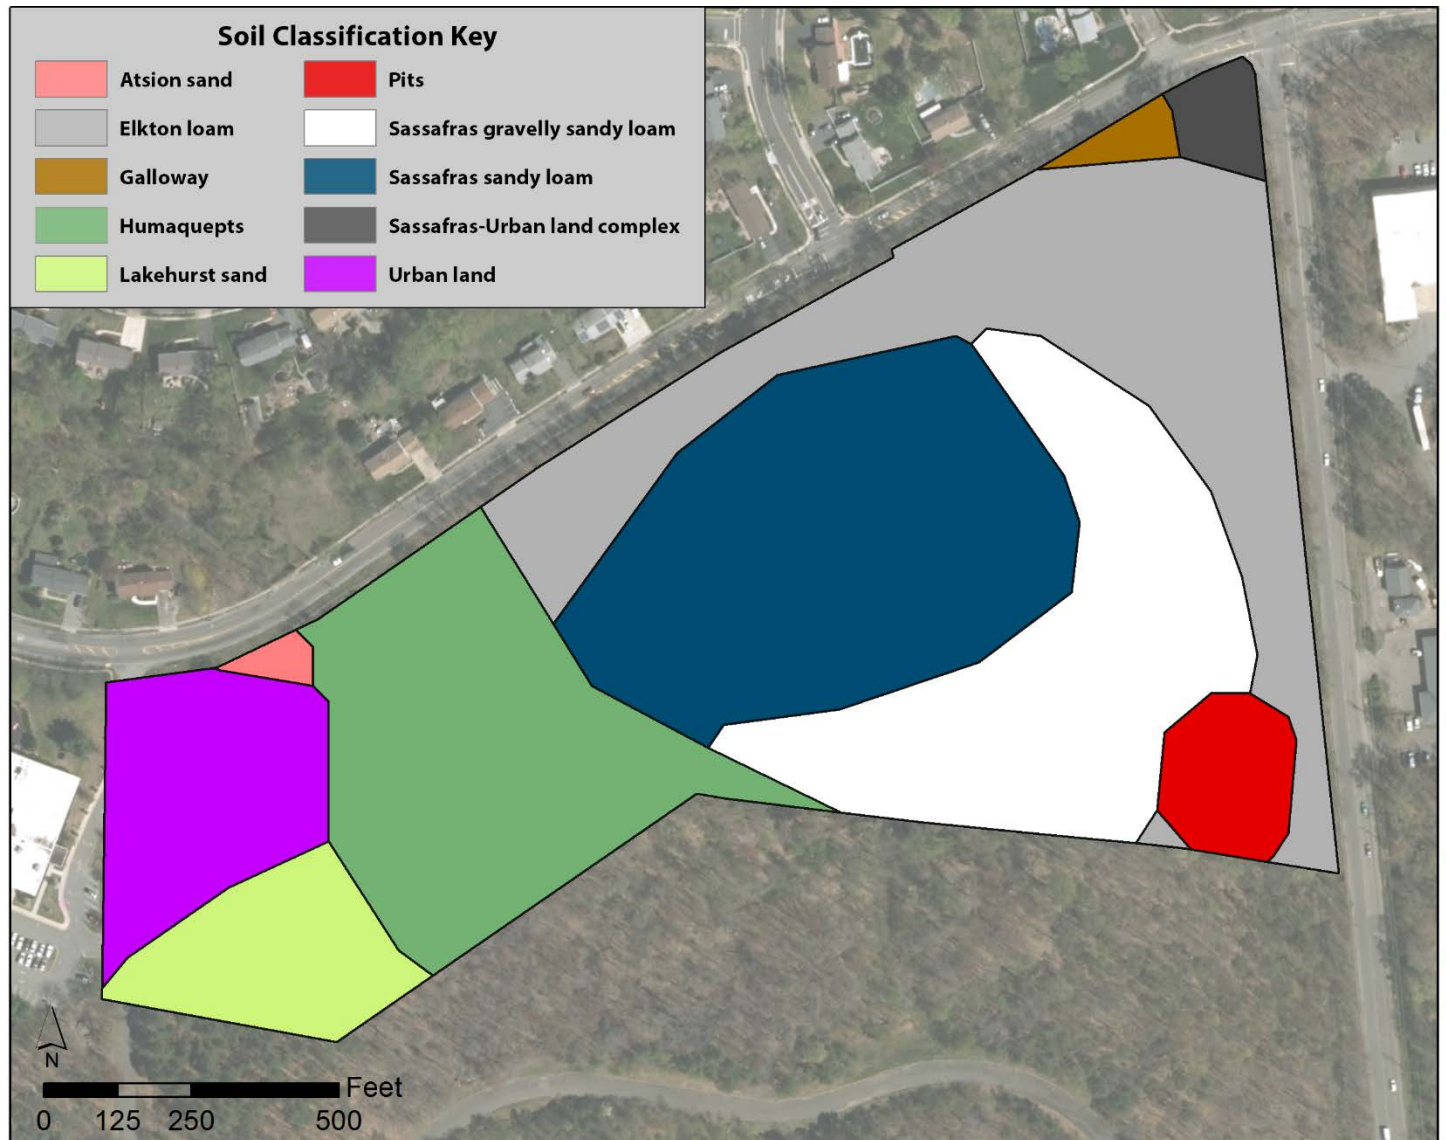 Soil Classification Key
Atsion sand
Elkton loam
Galloway
Humaquepts
Lakehurst sand
Pits
Sassafras gravelly sandy loam
Sassafras sandy loam
Sassafras-Urban land complex
Urban land
N
Feet
0 125 250 500